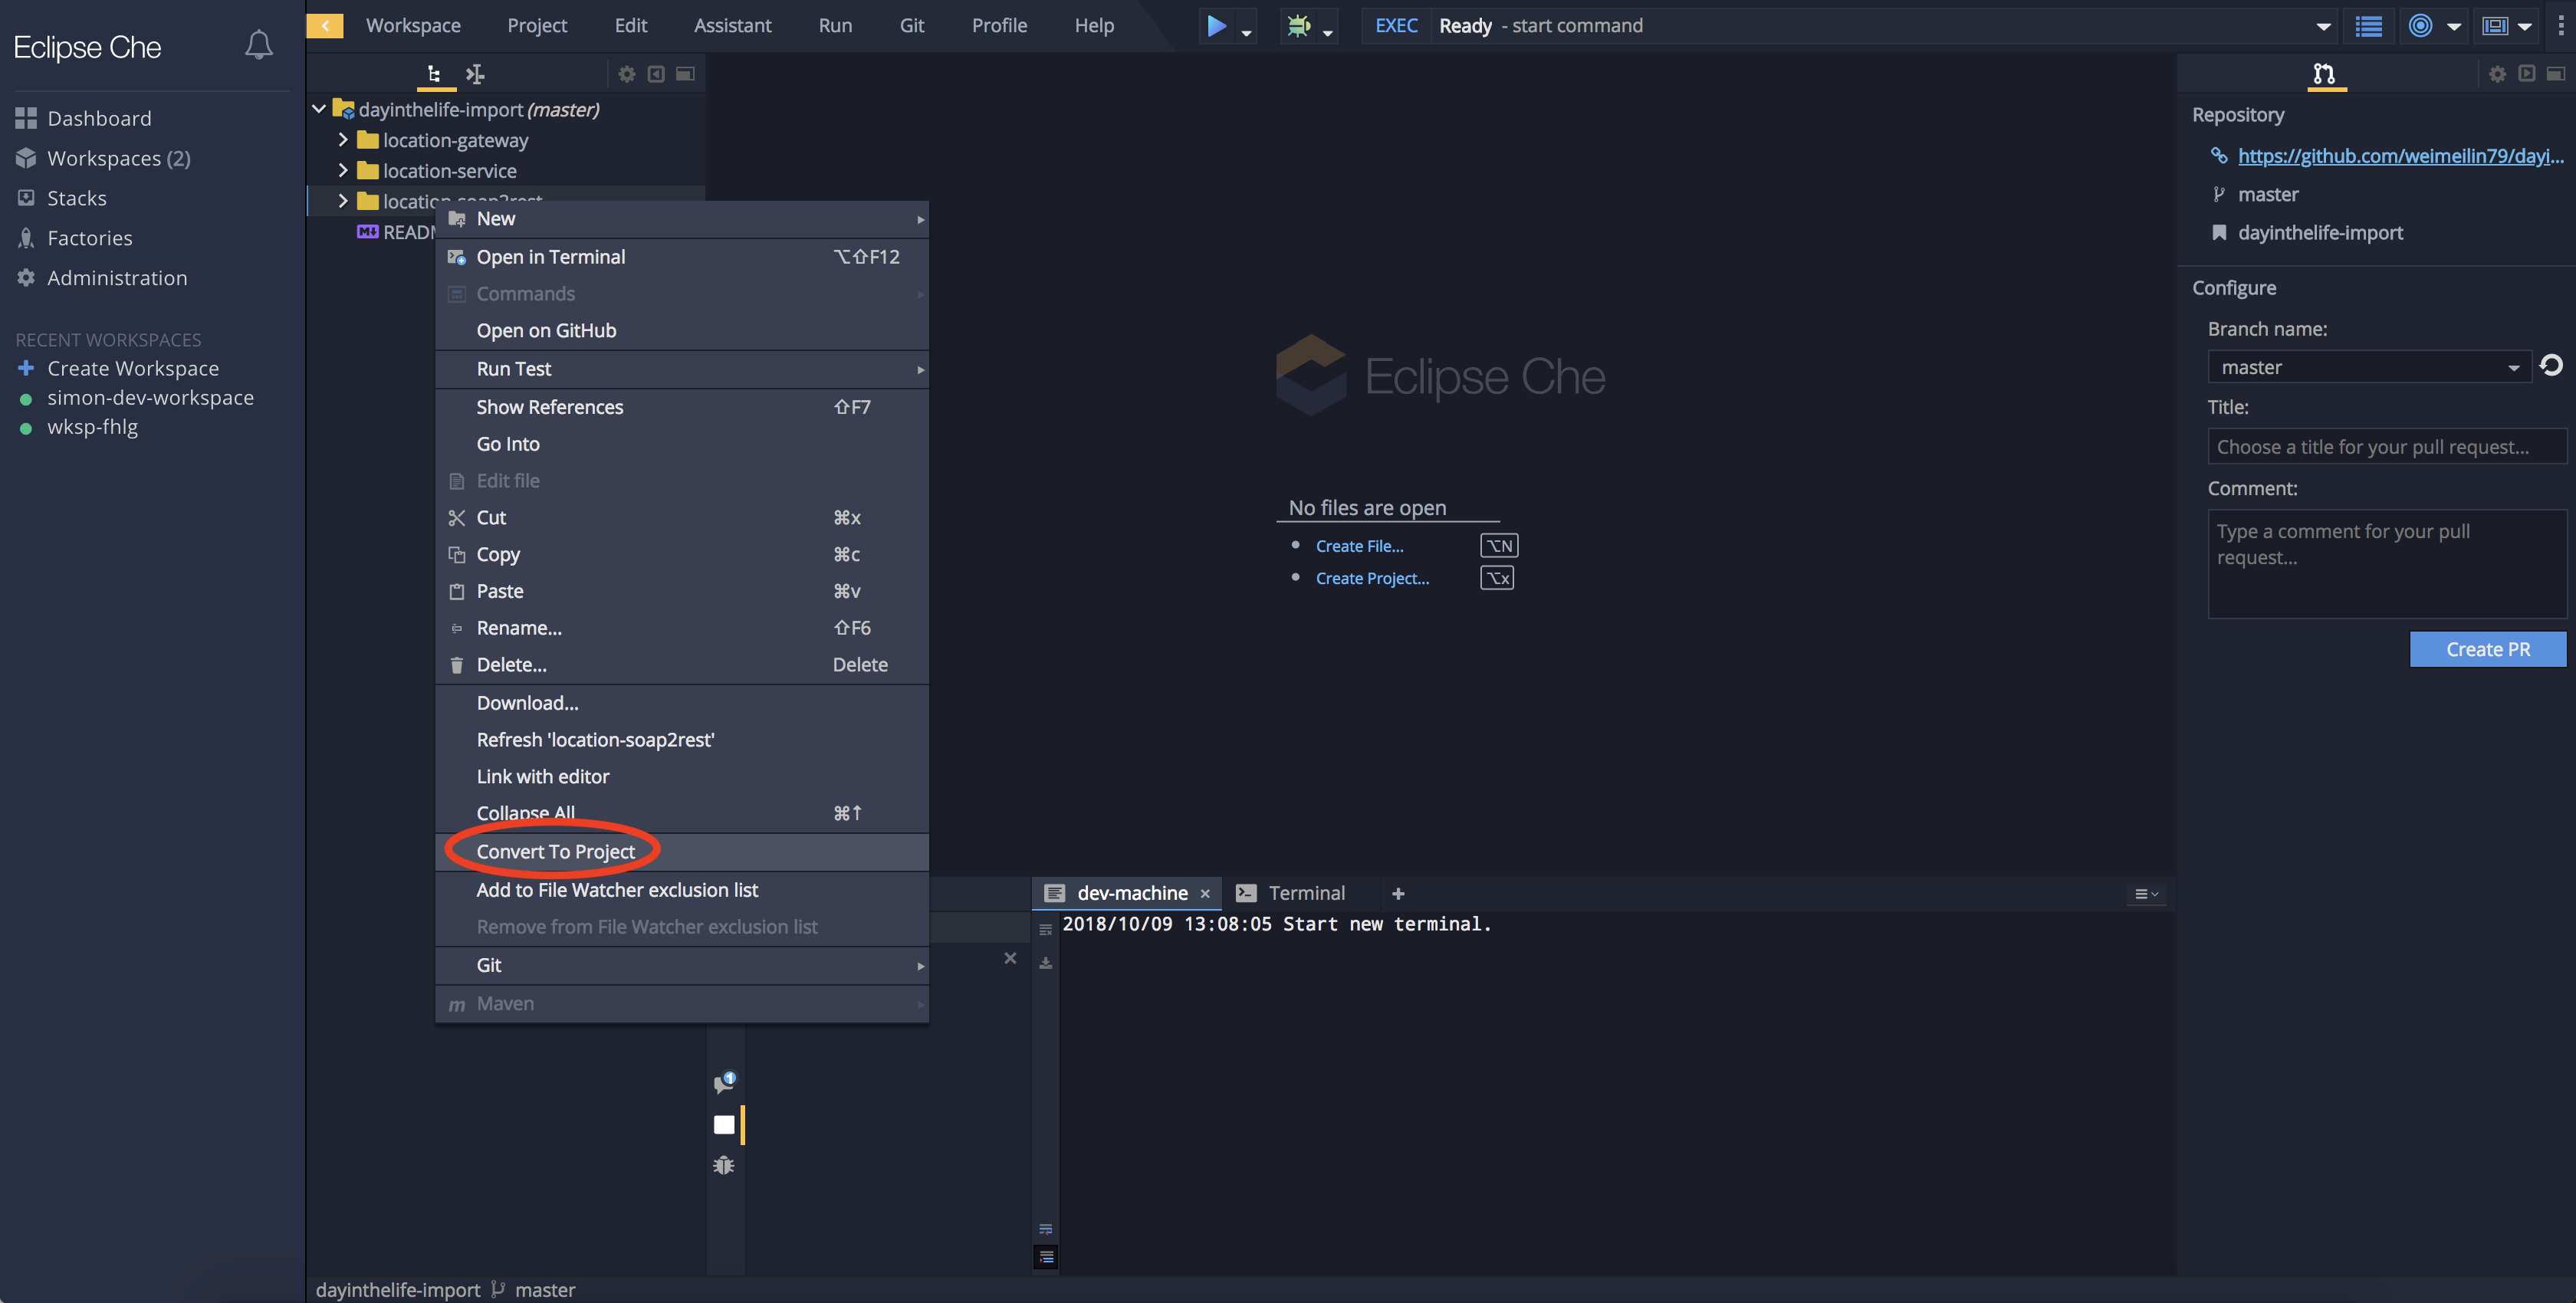 Eclipse Che
Dashboard
Workspaces (2)
Stacks
Factories
Administration
RECENT WORKSPACES
Create Workspace
simon-dev-workspace
wksp-fhlg
Workspace Project Edit Assistant Run Git Profile Help
EXEC Ready - start command
dayinthelife-import (master)
location-gateway
location-service
location-soap2rest
READM
New
Open in Terminal ⌥⇧F12
Commands
Open on GitHub
Run Test
Show References ⇧F7
Go Into
Edit file
Cut ⌘x
Copy ⌘c
Paste ⌘v
Rename... ⇧F6
Delete... Delete
Download...
Refresh 'location-soap2rest'
Link with editor
Collapse All ⌘↑
Convert To Project
Add to File Watcher exclusion list
Remove from File Watcher exclusion list
Git
m Maven
Eclipse Che
No files are open
Create File... ⌥N
Create Project... ⌥x
1
dev-machine × Terminal +
2018/10/09 13:08:05 Start new terminal.
Repository
https://github.com/weimeilin79/dayi...
master
dayinthelife-import
Configure
Branch name:
master
Title:
Choose a title for your pull request...
Comment:
Type a comment for your pull
request...
Create PR
dayinthelife-import master